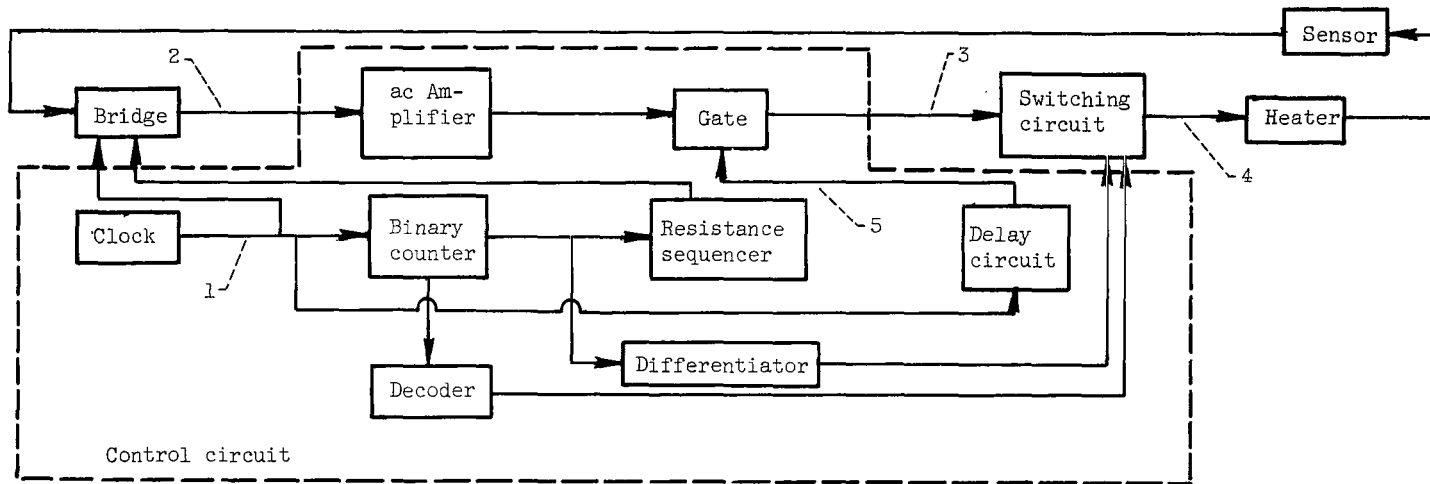 Sensor
2
3
Bridge
ac Am-
plifier
Gate
Switching
circuit
Heater
4
Clock
1
Binary
counter
Resistance
sequencer
5
Delay
circuit
Differentiator
Decoder
Control circuit